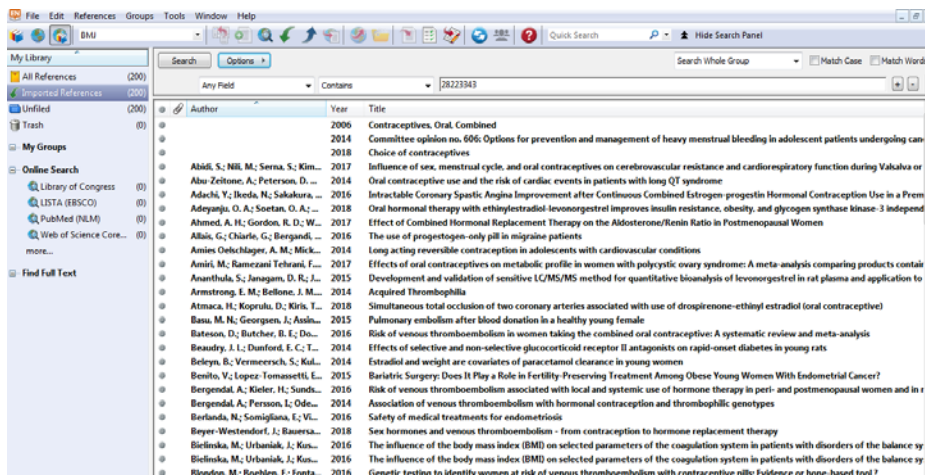 File Edit References Groups Tools Window Help
BMJ Quick Search Hide Search Panel
My Library
All References (200)
Imported References (200)
Unfiled (200)
Trash (0)
My Groups
Online Search
Library of Congress (0)
LISTA (EBSCO) (0)
PubMed (NLM) (0)
Web of Science Core... (0)
more...
Find Full Text
Search Options Search Whole Group Match Case Match Words
Any Field Contains 28223343
Author Year Title
2006 Contraceptives, Oral, Combined
2014 Committee opinion no. 606: Options for prevention and management of heavy menstrual bleeding in adolescent patients undergoing can
2018 Choice of contraceptives
Abidi, S.; Nili, M.; Serna, S.; Kim... 2017 Influence of sex, menstrual cycle, and oral contraceptives on cerebrovascular resistance and cardiorespiratory function during Valsalva or
Abu-Zeitone, A.; Peterson, D. ... 2014 Oral contraceptive use and the risk of cardiac events in patients with long QT syndrome
Adachi, Y.; Ikeda, N.; Sakakura, ... 2016 Intractable Coronary Spastic Angina Improvement after Continuous Combined Estrogen-progestin Hormonal Contraception Use in a Prem
Adeyanju, O. A.; Soetan, O. A.; ... 2018 Oral hormonal therapy with ethinylestradiol-levonorgestrel improves insulin resistance, obesity, and glycogen synthase kinase-3 independ
Ahmed, A. H.; Gordon, R. D.; W... 2017 Effect of Combined Hormonal Replacement Therapy on the Aldosterone/Renin Ratio in Postmenopausal Women
Allais, G.; Chiarle, G.; Bergandi, ... 2016 The use of progestogen-only pill in migraine patients
Amies Oelschlager, A. M.; Mick... 2014 Long acting reversible contraception in adolescents with cardiovascular conditions
Amiri, M.; Ramezani Tehrani, F.... 2017 Effects of oral contraceptives on metabolic profile in women with polycystic ovary syndrome: A meta-analysis comparing products contain
Ananthula, S.; Janagam, D. R.; J... 2015 Development and validation of sensitive LC/MS/MS method for quantitative bioanalysis of levonorgestrel in rat plasma and application to
Armstrong, E. M.; Bellone, J. M.... 2014 Acquired Thrombophilia
Atmaca, H.; Koprulu, D.; Kiris, T. 2018 Simultaneous total occlusion of two coronary arteries associated with use of drospirenone-ethinyl estradiol (oral contraceptive)
Basu, M. N.; Georgsen, J.; Assin... 2015 Pulmonary embolism after blood donation in a healthy young female
Bateson, D.; Butcher, B. E.; Do... 2016 Risk of venous thromboembolism in women taking the combined oral contraceptive: A systematic review and meta-analysis
Beaudry, J. L.; Dunford, E. C.; T... 2014 Effects of selective and non-selective glucocorticoid receptor II antagonists on rapid-onset diabetes in young rats
Beleyn, B.; Vermeersch, S.; Kul... 2014 Estradiol and weight are covariates of paracetamol clearance in young women
Benito, V.; Lopez-Tomassetti, E... 2015 Bariatric Surgery: Does It Play a Role in Fertility-Preserving Treatment Among Obese Young Women With Endometrial Cancer?
Bergendal, A.; Kieler, H.; Sunds... 2016 Risk of venous thromboembolism associated with local and systemic use of hormone therapy in peri- and postmenopausal women and in r
Bergendal, A.; Persson, I.; Ode... 2014 Association of venous thromboembolism with hormonal contraception and thrombophilic genotypes
Berlanda, N.; Somigliana, E.; Vi... 2016 Safety of medical treatments for endometriosis
Beyer-Westendorf, J.; Bauersa... 2018 Sex hormones and venous thromboembolism - from contraception to hormone replacement therapy
Bielinska, M.; Urbaniak, J.; Kus... 2016 The influence of the body mass index (BMI) on selected parameters of the coagulation system in patients with disorders of the balance sy
Bielinska, M.; Urbaniak, J.; Kus... 2016 The influence of the body mass index (BMI) on selected parameters of the coagulation system in patients with disorders of the balance sy
Blondon, M.; Boehlen, F.; Fonta... 2016 Genetic testing to identify women at risk of venous thromboembolism with contraceptive pills: Evidence or hope-based tool?